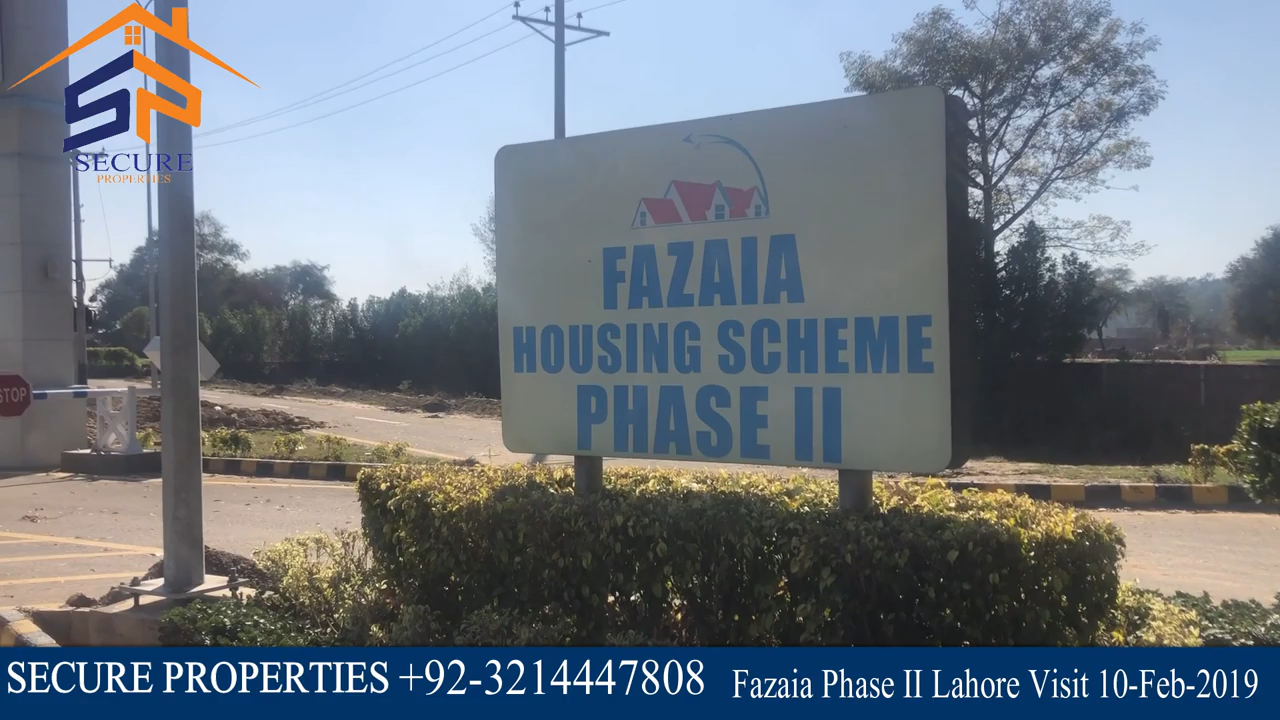 SP
SECURE
PROPERTIES
FAZAIA
HOUSING SCHEME
PHASE II
STOP
SECURE PROPERTIES +92-3214447808 Fazaia Phase II Lahore Visit 10-Feb-2019